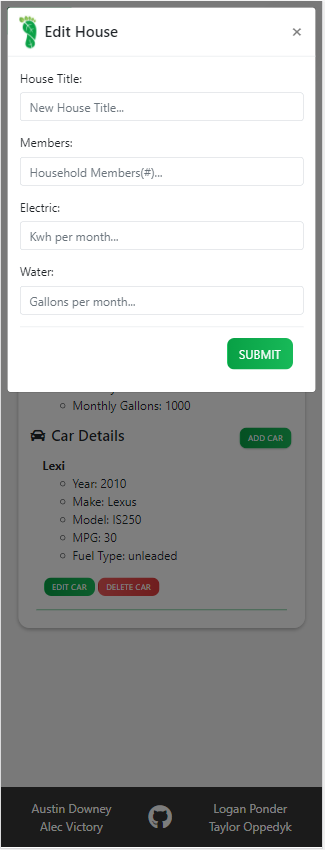 Edit House
×
House Title:
New House Title...
Members:
Household Members(#)...
Electric:
Kwh per month...
Water:
Gallons per month...
SUBMIT
Monthly Gallons: 1000
Car Details
ADD CAR
Lexi
Year: 2010
Make: Lexus
Model: IS250
MPG: 30
Fuel Type: unleaded
EDIT CAR DELETE CAR
Austin Downey
Alec Victory
Logan Ponder
Taylor Oppedyk